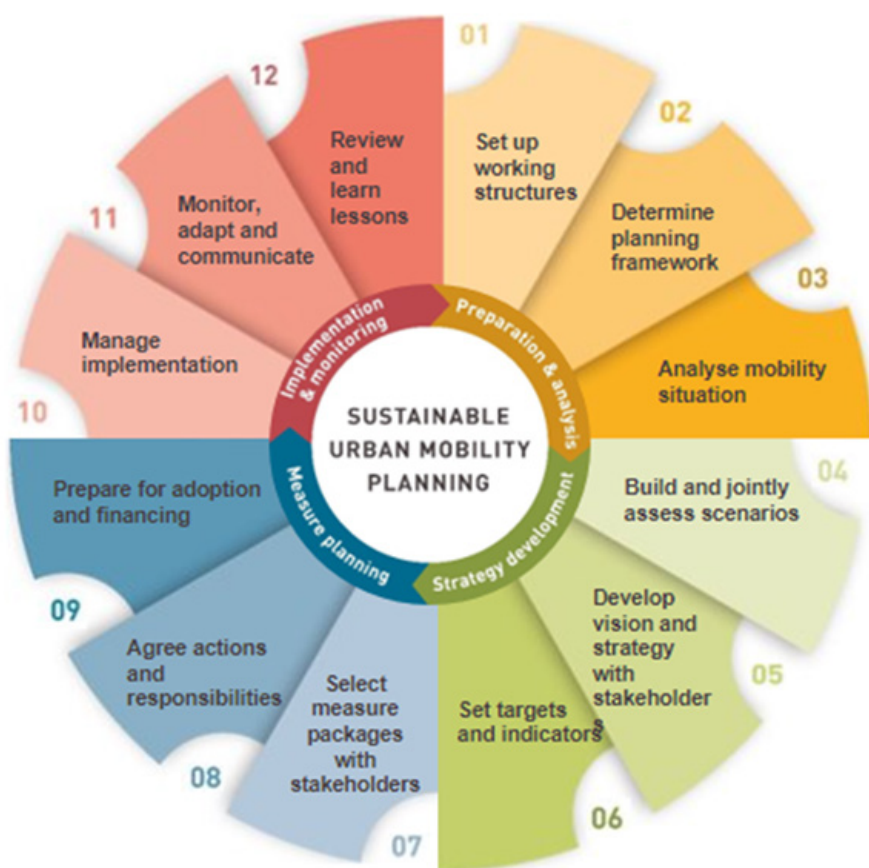 01
Set up
working
structures
02
Determine
planning
framework
03
Analyse mobility
situation
04
Build and jointly
assess scenarios
05
Develop
vision and
strategy
with
stakeholder
s
06
Set targets
and indicators
07
Select
measure
packages
with
stakeholders
08
Agree actions
and
responsibilities
09
Prepare for adoption
and financing
10
Manage
implementation
11
Monitor,
adapt and
communicate
12
Review
and
learn
lessons
Preparation & analysis
Strategy development
Measure planning
Implementation
& monitoring
SUSTAINABLE
URBAN MOBILITY
PLANNING